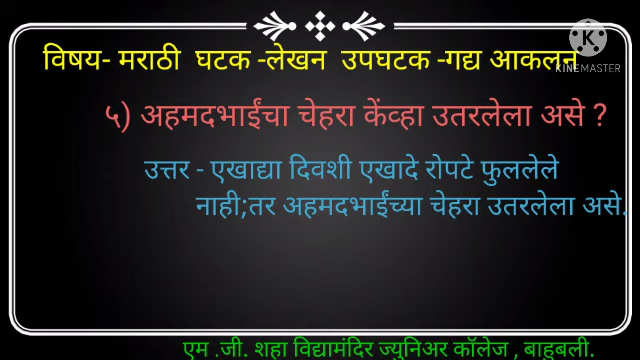 विषय- मराठी घटक -लेखन उपघटक -गद्य आकलन
KINEMASTER
५) अहमदभाईंचा चेहरा केंव्हा उतरलेला असे ?
उत्तर - एखाद्या दिवशी एखादे रोपटे फुललेले
नाही;तर अहमदभाईंच्या चेहरा उतरलेला असे.
एम .जी. शहा विद्यामंदिर ज्युनिअर कॉलेज , बाहुबली.